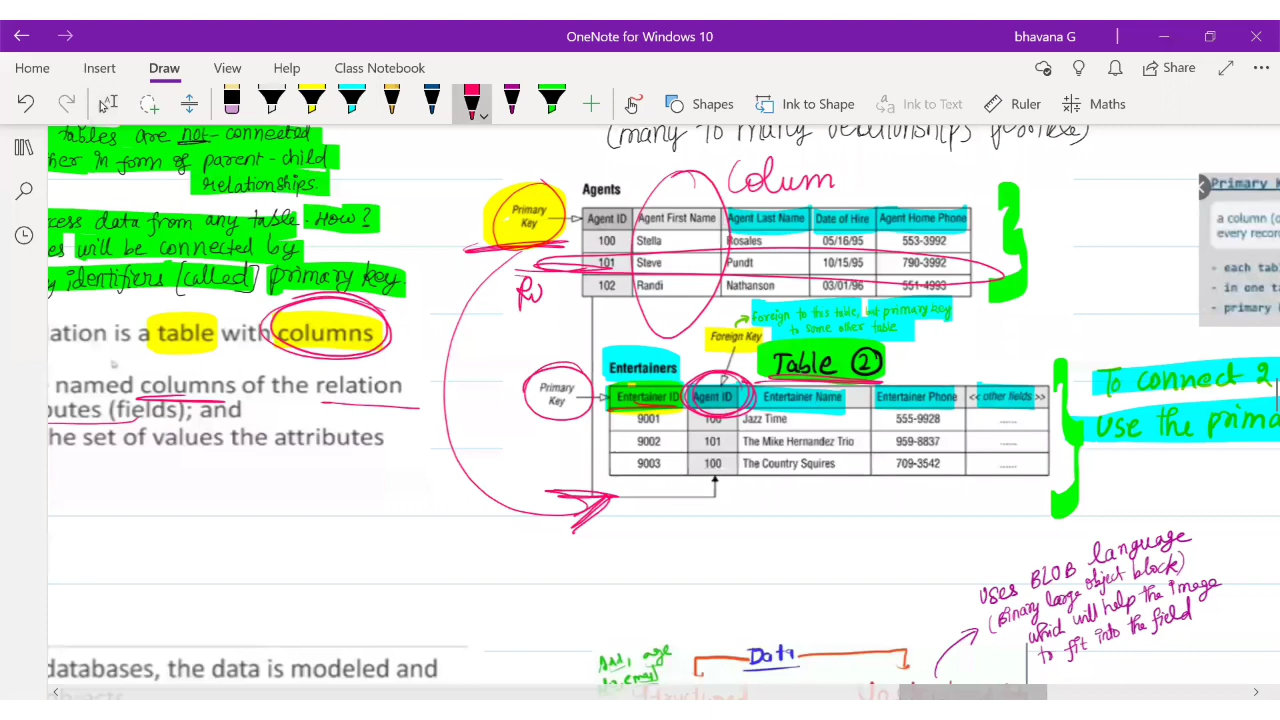 OneNote for Windows 10
bhavana G
Home Insert Draw View Help Class Notebook
Share
Shapes Ink to Shape Ink to Text Ruler Maths
(many to many relationships possible)
Tables are not connected
her in form of parent-child
relationships.
cess data from any table. How?
es will be connected by
y identifiers [called] primary key.
ation is a table with columns
named columns of the relation
butes (fields); and
he set of values the attributes
Colum
Agents
Primary
Key
Agent ID Agent First Name Agent Last Name Date of Hire Agent Home Phone
100 Stella Rosales 05/16/95 553-3992
101 Steve Pundt 10/15/95 790-3992
102 Randi Nathanson 03/01/96 551-4993
Ro
Foreign to this table, but primary key
to some other table
Foreign Key
Table ②
Entertainers
Primary
Key
Entertainer ID Agent ID Entertainer Name Entertainer Phone << other fields >>
9001 100 Jazz Time 555-9928 ......
9002 101 The Mike Hernandez Trio 959-8837 ......
9003 100 The Country Squires 709-3542 ......
Primary K
a column (o
every recor
- each tabl
- in one ta
- primary k
To connect 2
use the prima
uses BLOB language
(Binary large object block)
which will help the image
to fit into the field
Data
Add, age
databases, the data is modeled and